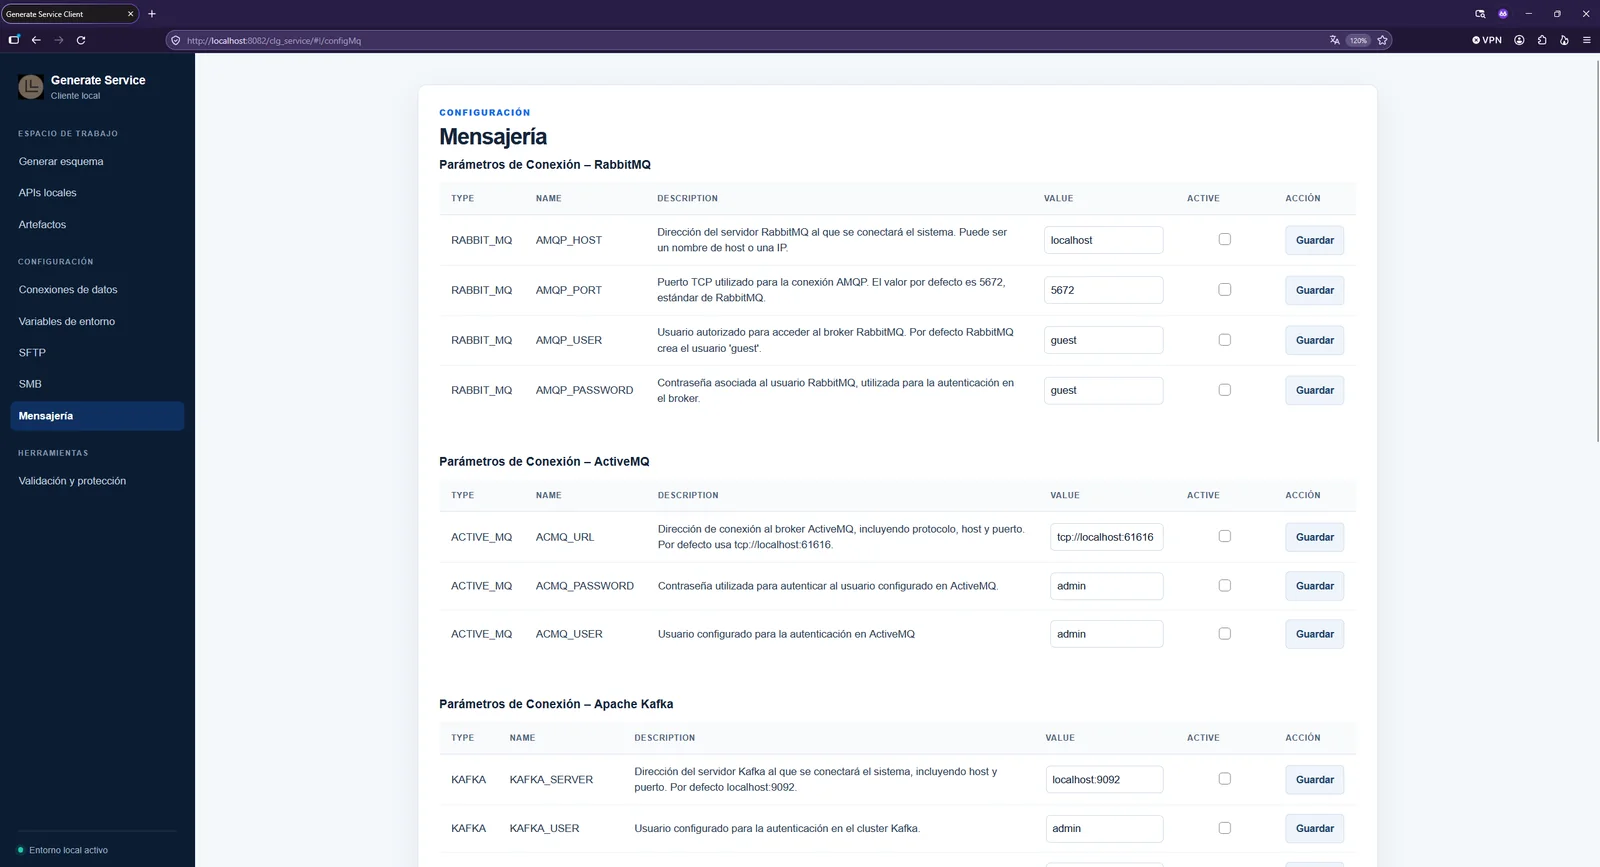 Generate Service Client
http://localhost:8082/clg_service/#!/configMq
120%
VPN
Generate Service
Cliente local
ESPACIO DE TRABAJO
Generar esquema
APIs locales
Artefactos
CONFIGURACIÓN
Conexiones de datos
Variables de entorno
SFTP
SMB
Mensajería
HERRAMIENTAS
Validación y protección
Entorno local activo
CONFIGURACIÓN
Mensajería
Parámetros de Conexión – RabbitMQ
TYPE NAME DESCRIPTION VALUE ACTIVE ACCIÓN
RABBIT_MQ AMQP_HOST Dirección del servidor RabbitMQ al que se conectará el sistema. Puede ser
un nombre de host o una IP. localhost Guardar
RABBIT_MQ AMQP_PORT Puerto TCP utilizado para la conexión AMQP. El valor por defecto es 5672,
estándar de RabbitMQ. 5672 Guardar
RABBIT_MQ AMQP_USER Usuario autorizado para acceder al broker RabbitMQ. Por defecto RabbitMQ
crea el usuario 'guest'. guest Guardar
RABBIT_MQ AMQP_PASSWORD Contraseña asociada al usuario RabbitMQ, utilizada para la autenticación en
el broker. guest Guardar
Parámetros de Conexión – ActiveMQ
TYPE NAME DESCRIPTION VALUE ACTIVE ACCIÓN
ACTIVE_MQ ACMQ_URL Dirección de conexión al broker ActiveMQ, incluyendo protocolo, host y puerto.
Por defecto usa tcp://localhost:61616. tcp://localhost:61616 Guardar
ACTIVE_MQ ACMQ_PASSWORD Contraseña utilizada para autenticar al usuario configurado en ActiveMQ. admin Guardar
ACTIVE_MQ ACMQ_USER Usuario configurado para la autenticación en ActiveMQ admin Guardar
Parámetros de Conexión – Apache Kafka
TYPE NAME DESCRIPTION VALUE ACTIVE ACCIÓN
KAFKA KAFKA_SERVER Dirección del servidor Kafka al que se conectará el sistema, incluyendo host y
puerto. Por defecto localhost:9092. localhost:9092 Guardar
KAFKA KAFKA_USER Usuario configurado para la autenticación en el cluster Kafka. admin Guardar